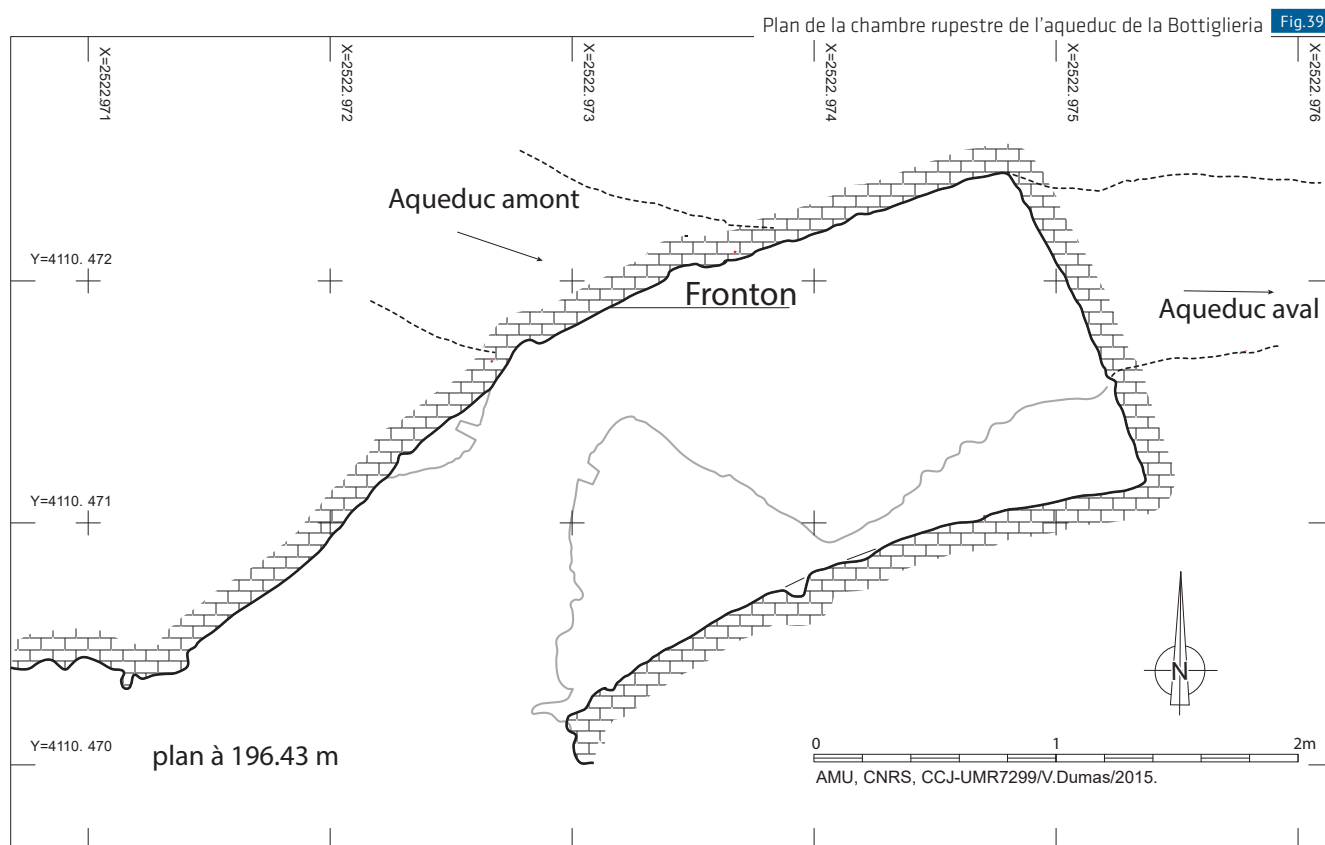 Plan de la chambre rupestre de l'aqueduc de la Bottiglieria Fig.39
X=2522.971
X=2522.972
X=2522.973
X=2522.974
X=2522.975
X=2522.976
Aqueduc amont
Y=4110. 472
Fronton
Aqueduc aval
Y=4110. 471
N
Y=4110. 470
plan à 196.43 m
0 1 2m
AMU, CNRS, CCJ-UMR7299/V.Dumas/2015.